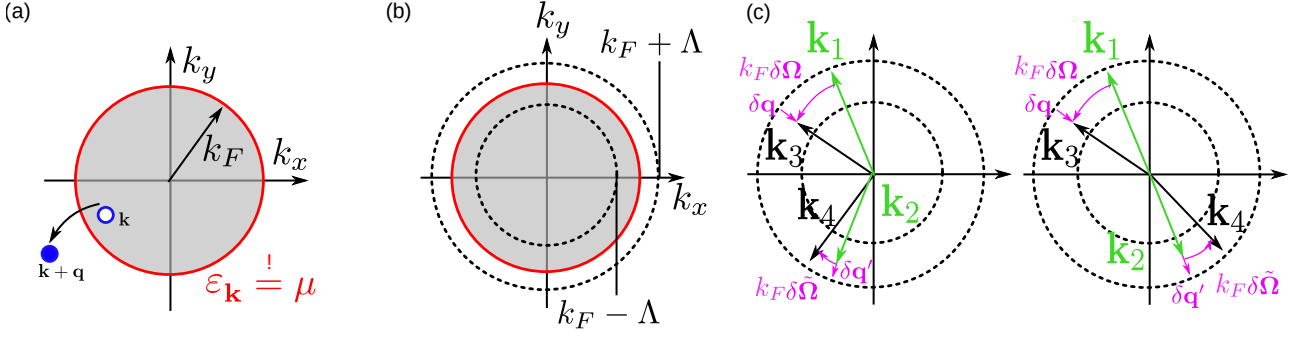 (a)
k_y
k_F
k_x
k
k + q
ε_k =^! μ
(b)
k_y
k_F + Λ
k_x
k_F − Λ
(c)
k_1
k_F δΩ
δq
k_3
k_4
k_2
δq′
k_F δΩ̃
k_1
k_F δΩ
δq
k_3
k_4
k_2
δq′
k_F δΩ̃